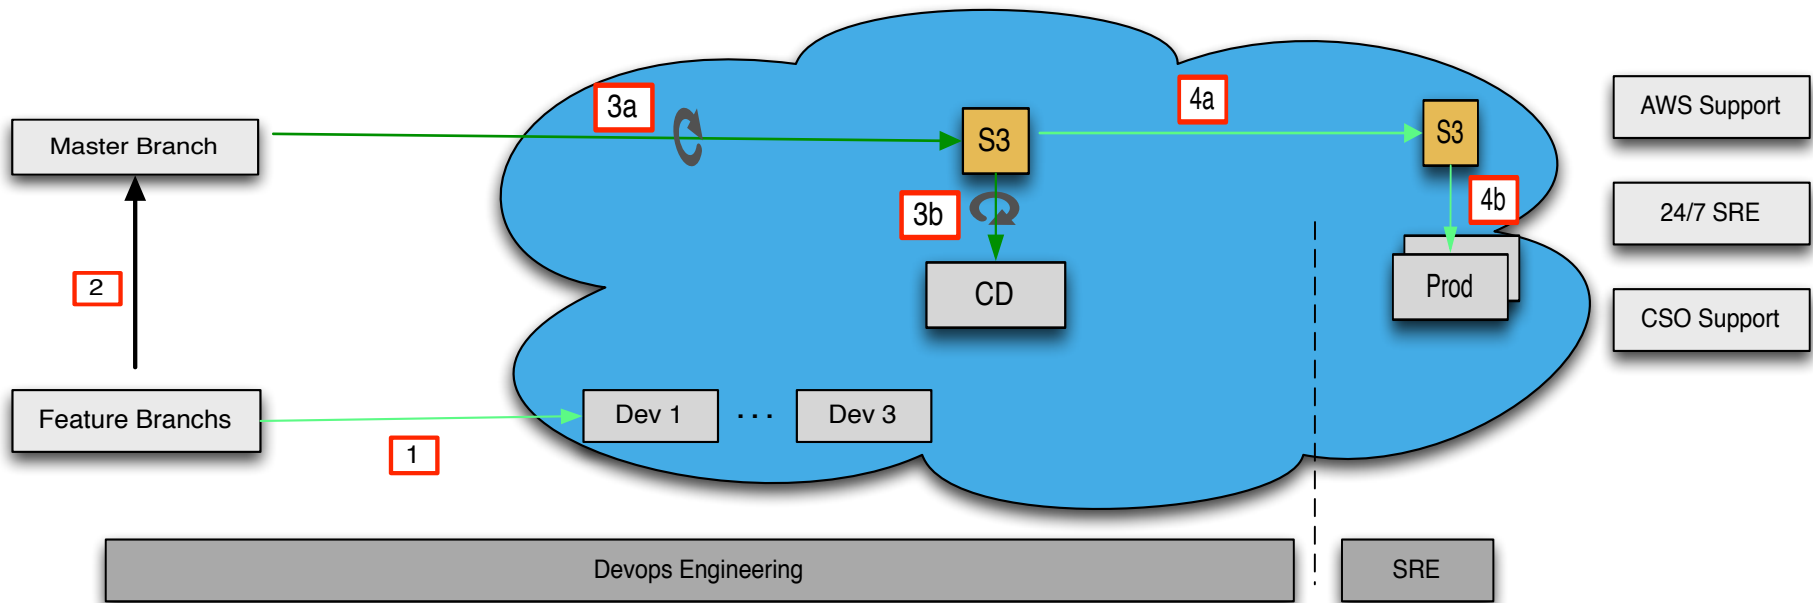 3a
4a
AWS Support
Master Branch
S3
S3
3b
4b
24/7 SRE
2
CD
Prod
CSO Support
Feature Branchs
Dev 1
...
Dev 3
1
Devops Engineering
SRE